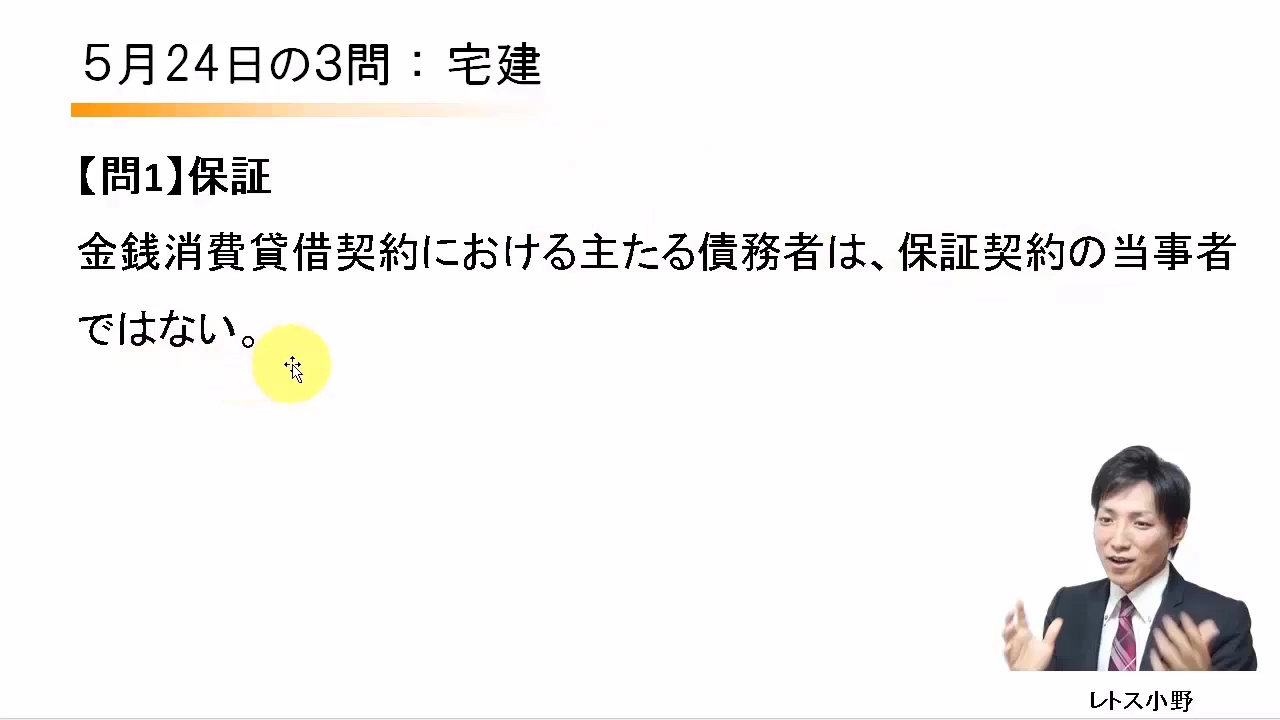 5月24日の3問：宅建
【問1】保証
金銭消費貸借契約における主たる債務者は、保証契約の当事者
ではない。
レトス小野